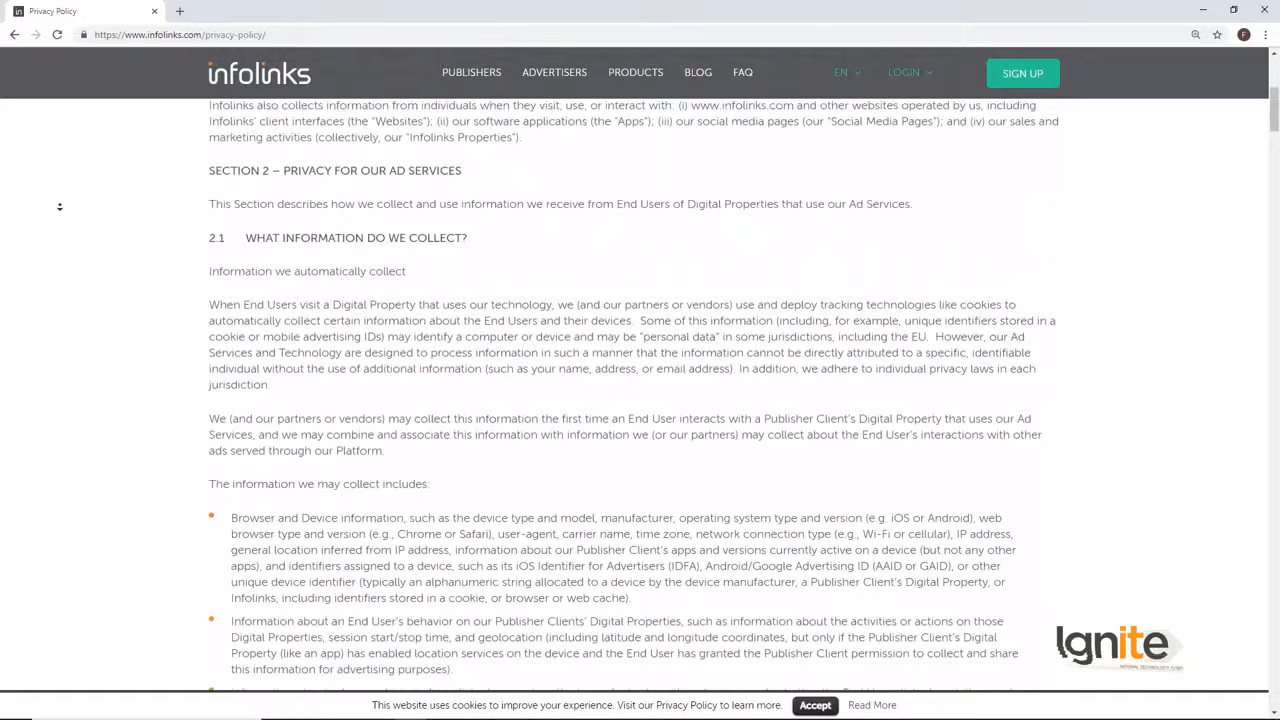 in Privacy Policy
https://www.infolinks.com/privacy-policy/
F
infolinks PUBLISHERS ADVERTISERS PRODUCTS BLOG FAQ EN LOGIN SIGN UP
Infolinks also collects information from individuals when they visit, use, or interact with: (i) www.infolinks.com and other websites operated by us, including
Infolinks' client interfaces (the "Websites"); (ii) our software applications (the "Apps"); (iii) our social media pages (our "Social Media Pages"); and (iv) our sales and
marketing activities (collectively, our "Infolinks Properties").
SECTION 2 – PRIVACY FOR OUR AD SERVICES
This Section describes how we collect and use information we receive from End Users of Digital Properties that use our Ad Services.
2.1 WHAT INFORMATION DO WE COLLECT?
Information we automatically collect
When End Users visit a Digital Property that uses our technology, we (and our partners or vendors) use and deploy tracking technologies like cookies to
automatically collect certain information about the End Users and their devices. Some of this information (including, for example, unique identifiers stored in a
cookie or mobile advertising IDs) may identify a computer or device and may be "personal data" in some jurisdictions, including the EU. However, our Ad
Services and Technology are designed to process information in such a manner that the information cannot be directly attributed to a specific, identifiable
individual without the use of additional information (such as your name, address, or email address). In addition, we adhere to individual privacy laws in each
jurisdiction.
We (and our partners or vendors) may collect this information the first time an End User interacts with a Publisher Client's Digital Property that uses our Ad
Services, and we may combine and associate this information with information we (or our partners) may collect about the End User's interactions with other
ads served through our Platform.
The information we may collect includes:
Browser and Device information, such as the device type and model, manufacturer, operating system type and version (e.g. iOS or Android), web
browser type and version (e.g., Chrome or Safari), user-agent, carrier name, time zone, network connection type (e.g., Wi-Fi or cellular), IP address,
general location inferred from IP address, information about our Publisher Client's apps and versions currently active on a device (but not any other
apps), and identifiers assigned to a device, such as its iOS Identifier for Advertisers (IDFA), Android/Google Advertising ID (AAID or GAID), or other
unique device identifier (typically an alphanumeric string allocated to a device by the device manufacturer, a Publisher Client's Digital Property, or
Infolinks, including identifiers stored in a cookie, or browser or web cache).
Information about an End User's behavior on our Publisher Clients' Digital Properties, such as information about the activities or actions on those
Digital Properties, session start/stop time, and geolocation (including latitude and longitude coordinates, but only if the Publisher Client's Digital
Property (like an app) has enabled location services on the device and the End User has granted the Publisher Client permission to collect and share
this information for advertising purposes).
Ignite
This website uses cookies to improve your experience. Visit our Privacy Policy to learn more. Accept Read More